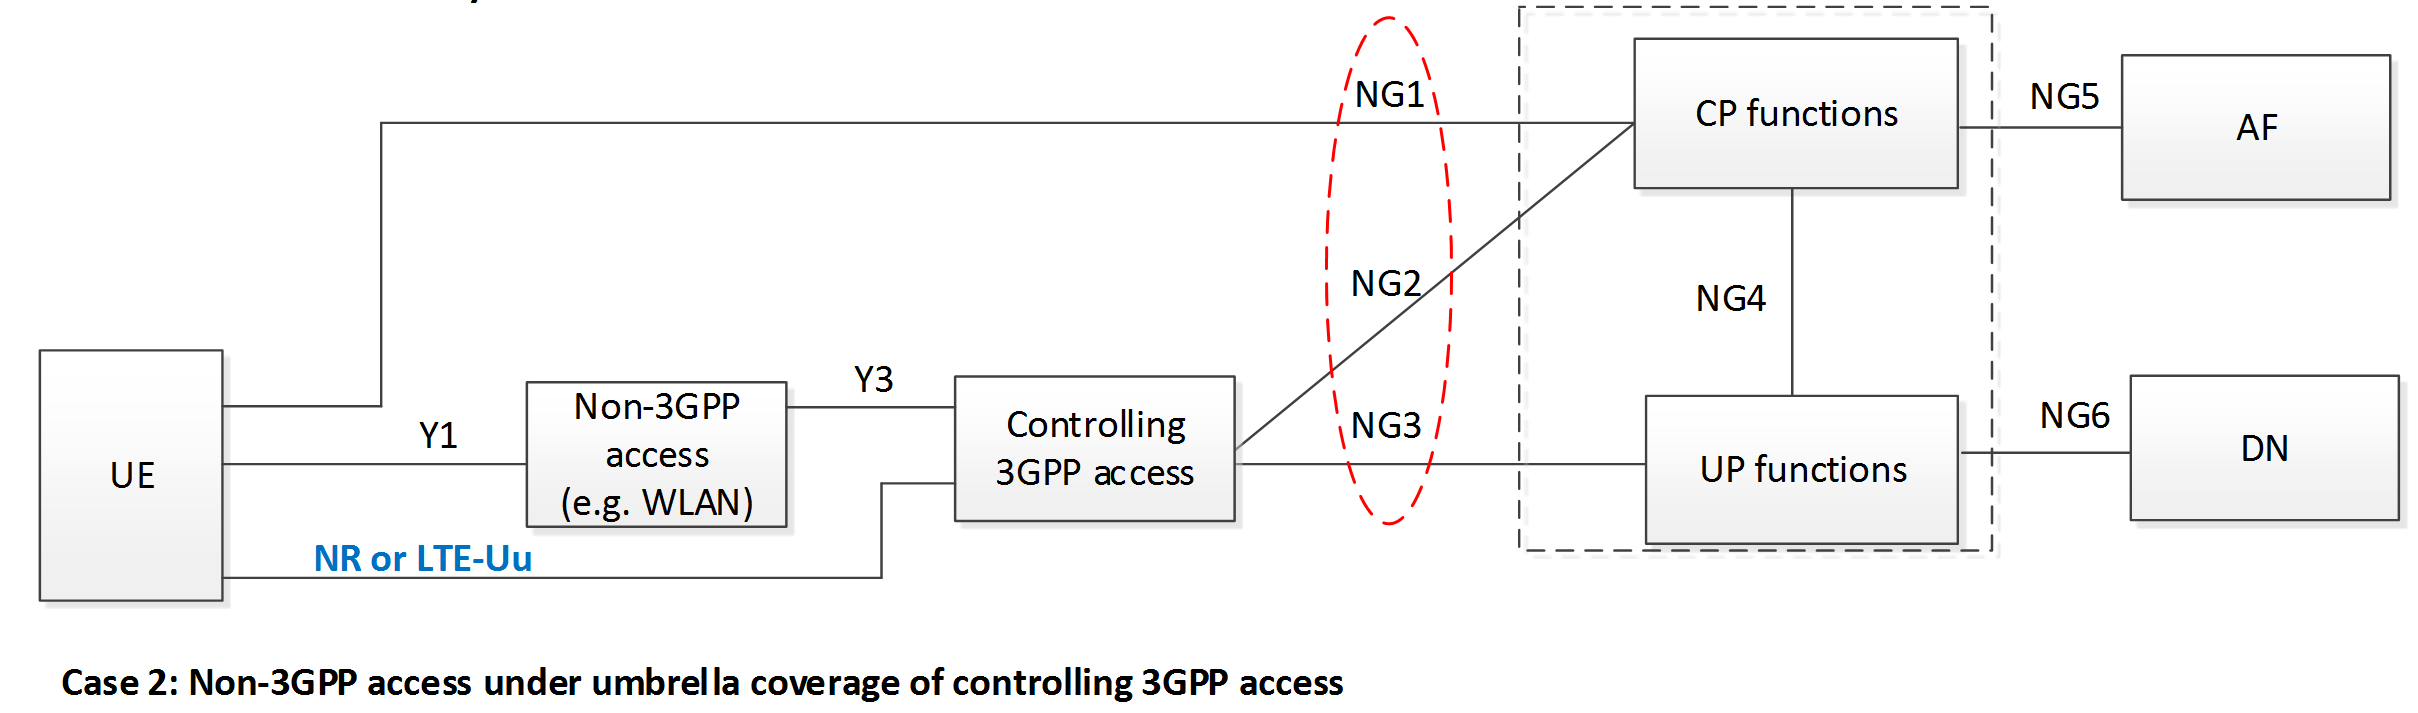 NG1
CP functions
NG5
AF
NG2
NG4
Y3
Non-3GPP
access
(e.g. WLAN)
Y1
UE
Controlling
3GPP access
NG3
UP functions
NG6
DN
NR or LTE-Uu
Case 2: Non-3GPP access under umbrella coverage of controlling 3GPP access